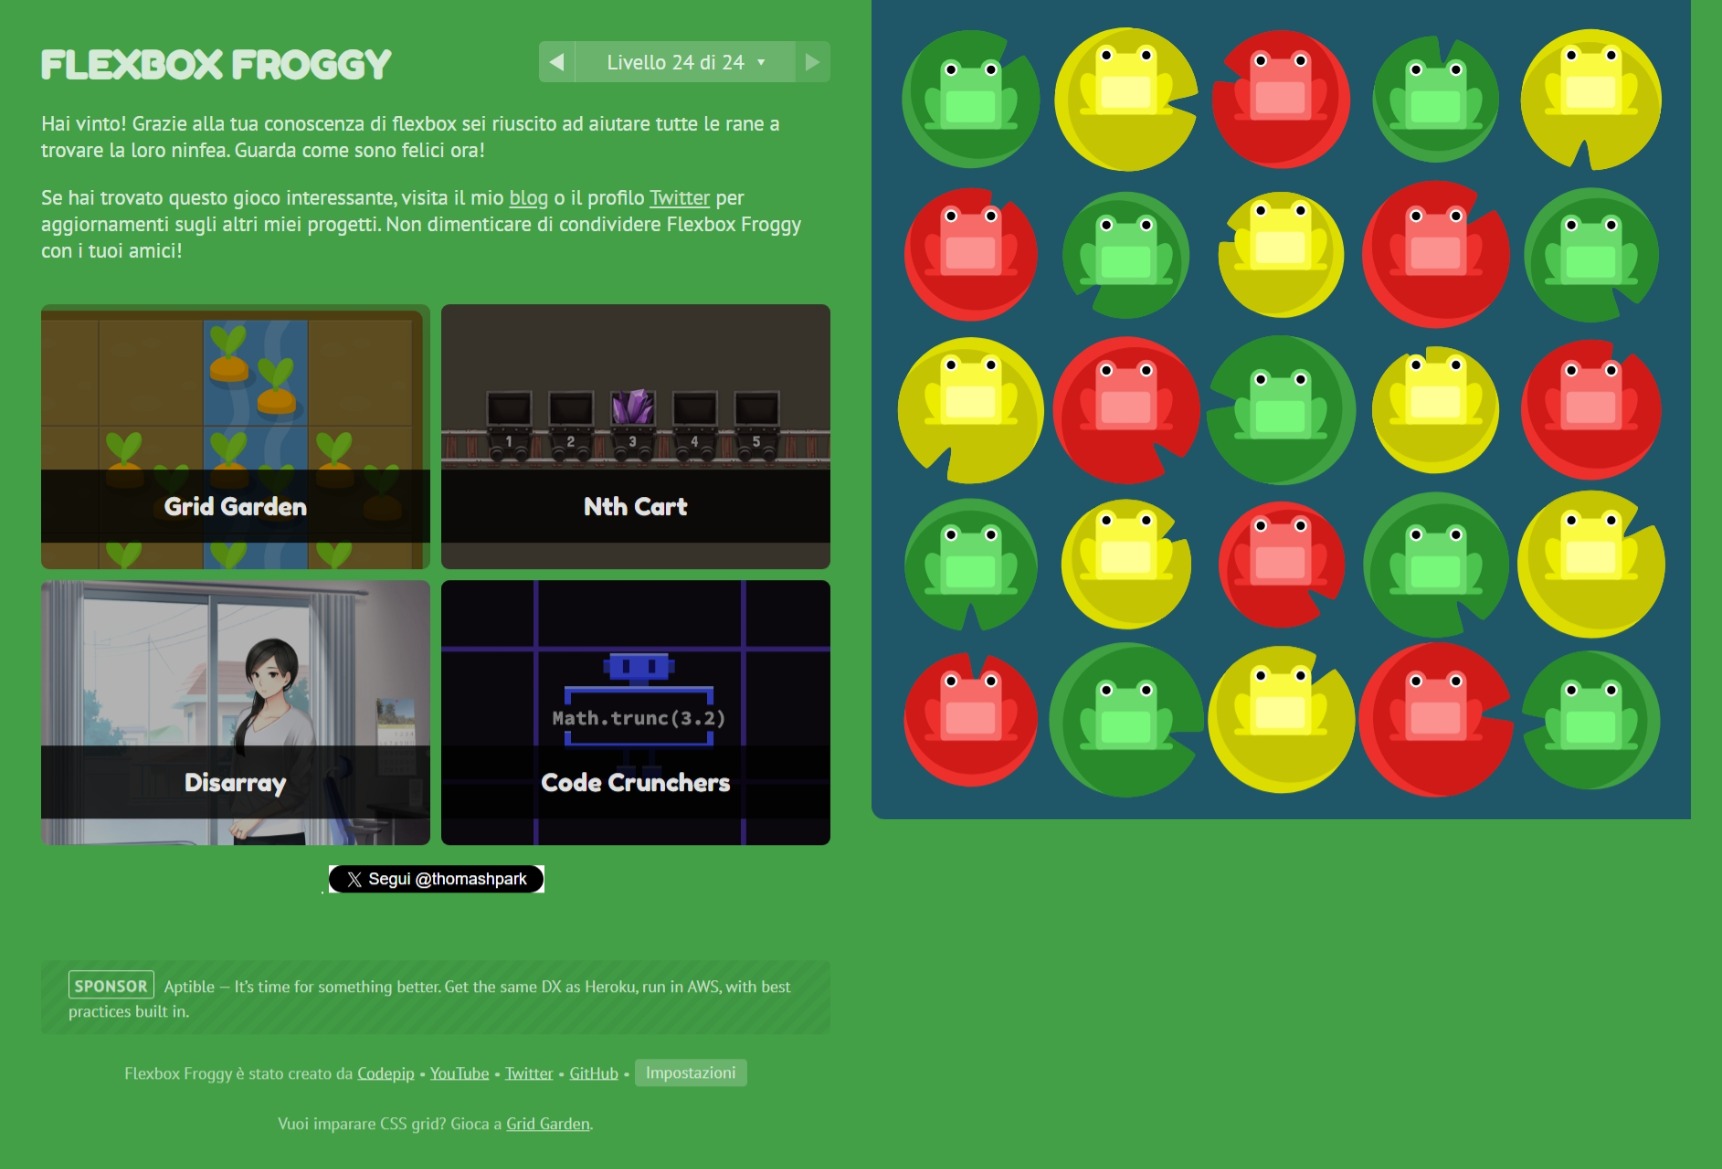 FLEXBOX FROGGY
Livello 24 di 24
Hai vinto! Grazie alla tua conoscenza di flexbox sei riuscito ad aiutare tutte le rane a
trovare la loro ninfea. Guarda come sono felici ora!
Se hai trovato questo gioco interessante, visita il mio blog o il profilo Twitter per
aggiornamenti sugli altri miei progetti. Non dimenticare di condividere Flexbox Froggy
con i tuoi amici!
Grid Garden
1 2 3 4 5
Nth Cart
Disarray
Math.trunc(3.2)
Code Crunchers
. X Segui @thomashpark
SPONSOR Aptible — It's time for something better. Get the same DX as Heroku, run in AWS, with best
practices built in.
Flexbox Froggy è stato creato da Codepip • YouTube • Twitter • GitHub • Impostazioni
Vuoi imparare CSS grid? Gioca a Grid Garden.